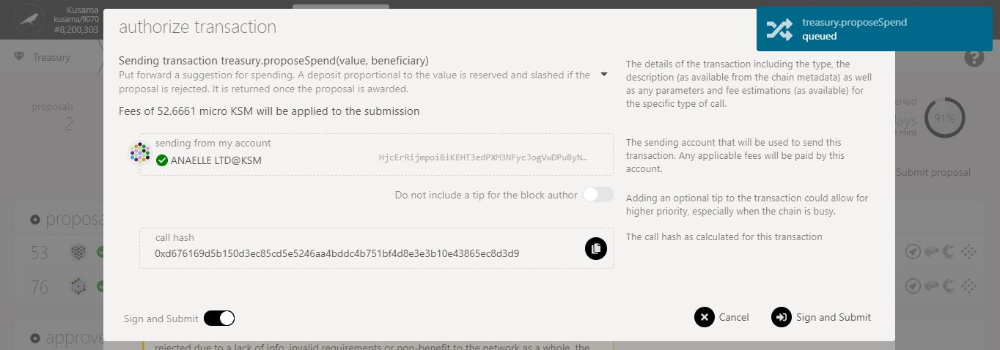 Kusama
kusama/9070
#8,200,303
treasury.proposeSpend
queued
Treasury
authorize transaction
Sending transaction treasury.proposeSpend(value, beneficiary)
Put forward a suggestion for spending. A deposit proportional to the value is reserved and slashed if the
proposal is rejected. It is returned once the proposal is awarded.
Fees of 52.6661 micro KSM will be applied to the submission
The details of the transaction including the type, the
description (as available from the chain metadata) as well
as any parameters and fee estimations (as available) for
the specific type of call.
proposals
2
91%
mins
sending from my account
ANAELLE LTD@KSM
HjcErRijmpoiBiKEHT3edPXM3NFycJogVwDPuByN…
The sending account that will be used to send this
transaction. Any applicable fees will be paid by this
account.
Submit proposal
Do not include a tip for the block author
Adding an optional tip to the transaction could allow for
higher priority, especially when the chain is busy.
proposa
call hash
0xd676169d5b150d3ec85cd5e5246aa4bddc4b751bf4d8e3e3b10e43865ec8d3d9
The call hash as calculated for this transaction
53
76
Sign and Submit
Cancel
Sign and Submit
approve
rejected due to a lack of info, invalid requirements or non-benefit to the network as a whole, the